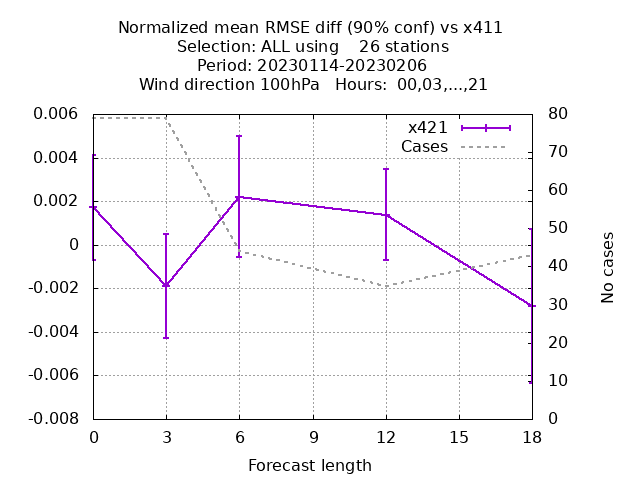 Normalized mean RMSE diff (90% conf) vs x411
Selection: ALL using    26 stations
Period: 20230114-20230206
Wind direction 100hPa   Hours:  00,03,...,21
x421
Cases
0.006
0.004
0.002
0
-0.002
-0.004
-0.006
-0.008
80
70
60
50
40
30
20
10
0
No cases
0 3 6 9 12 15 18
Forecast length